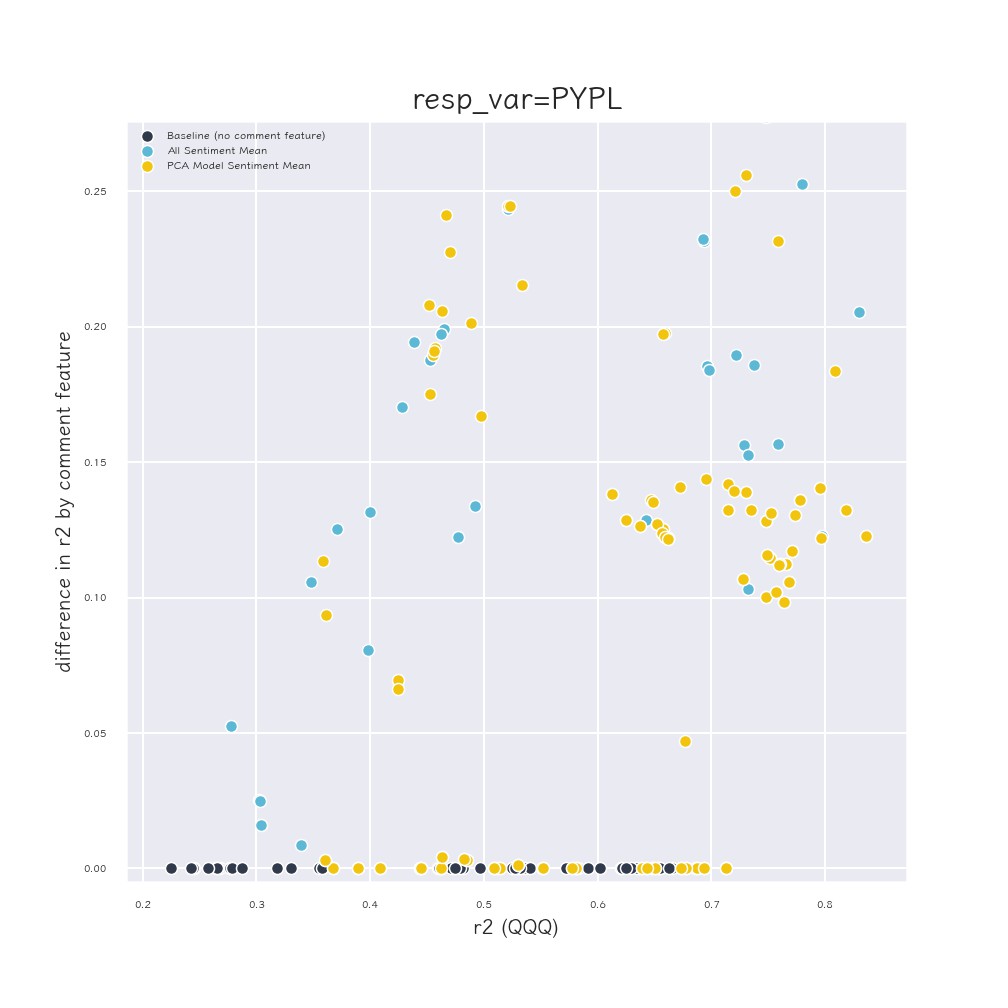 resp_var=PYPL
Baseline (no comment feature)
All Sentiment Mean
PCA Model Sentiment Mean
difference in r2 by comment feature
0.25
0.20
0.15
0.10
0.05
0.00
0.2 0.3 0.4 0.5 0.6 0.7 0.8
r2 (QQQ)